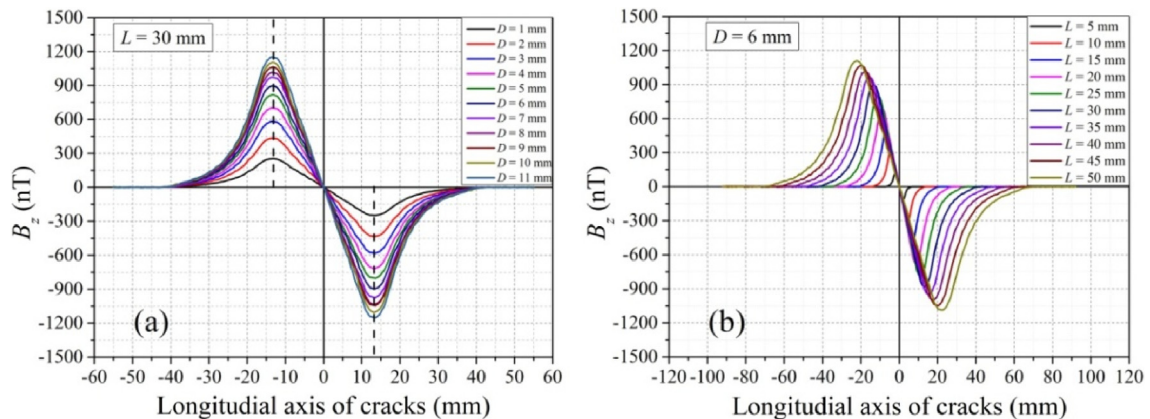 1500
1200
900
600
300
0
-300
-600
-900
-1200
-1500
B_z (nT)
L = 30 mm
D = 1 mm
D = 2 mm
D = 3 mm
D = 4 mm
D = 5 mm
D = 6 mm
D = 7 mm
D = 8 mm
D = 9 mm
D = 10 mm
D = 11 mm
(a)
-60 -50 -40 -30 -20 -10 0 10 20 30 40 50 60
Longitudial axis of cracks (mm)
1500
1200
900
600
300
0
-300
-600
-900
-1200
-1500
B_z (nT)
D = 6 mm
L = 5 mm
L = 10 mm
L = 15 mm
L = 20 mm
L = 25 mm
L = 30 mm
L = 35 mm
L = 40 mm
L = 45 mm
L = 50 mm
(b)
-120 -100 -80 -60 -40 -20 0 20 40 60 80 100 120
Longitudial axis of cracks (mm)